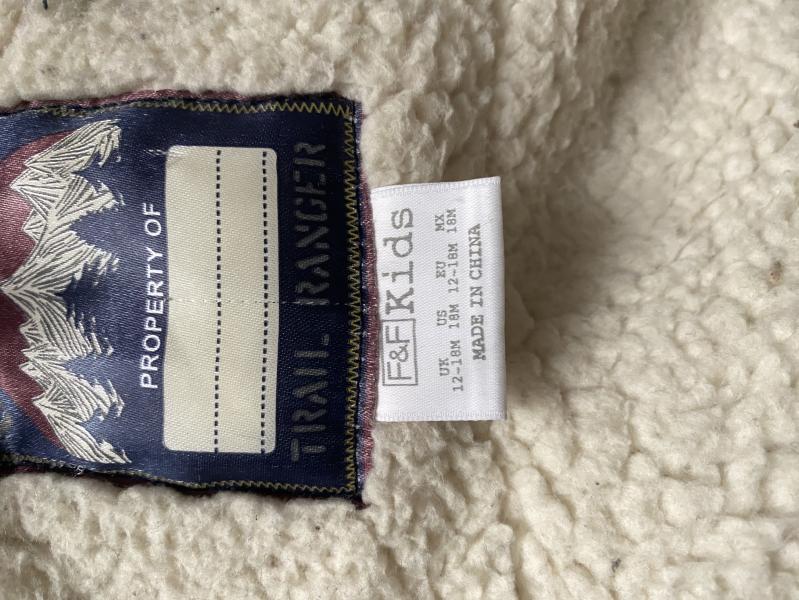 PROPERTY OF
TRAIL RANGER
F&F Kids
UK US EU MX
12-18M 18M 12-18M 18M
MADE IN CHINA